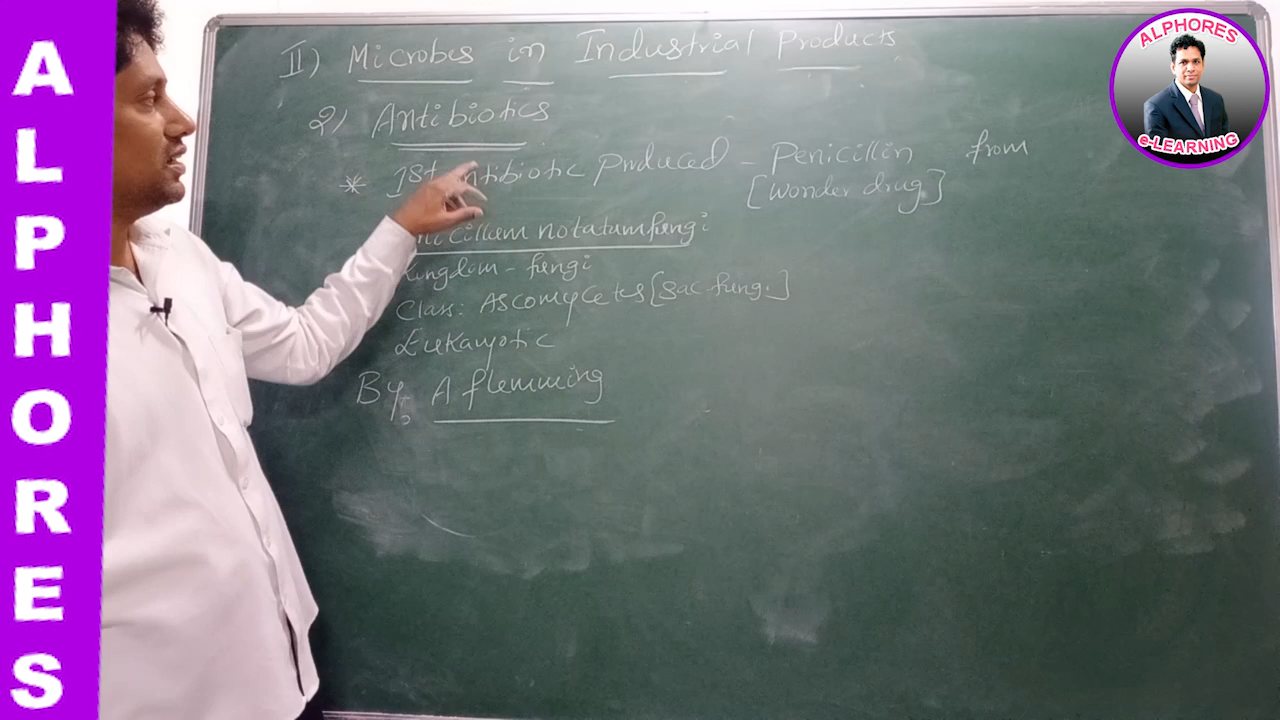 ALPHORES
II) Microbes in Industrial Products
2) Antibiotics
* 1st Antibiotic produced - Penicillin from
[wonder drug]
notatum fungi
Kingdom - fungi
Class: Ascomycetes [sac fungi]
Eukaryotic
By, A flemming
ALPHORES
e-LEARNING